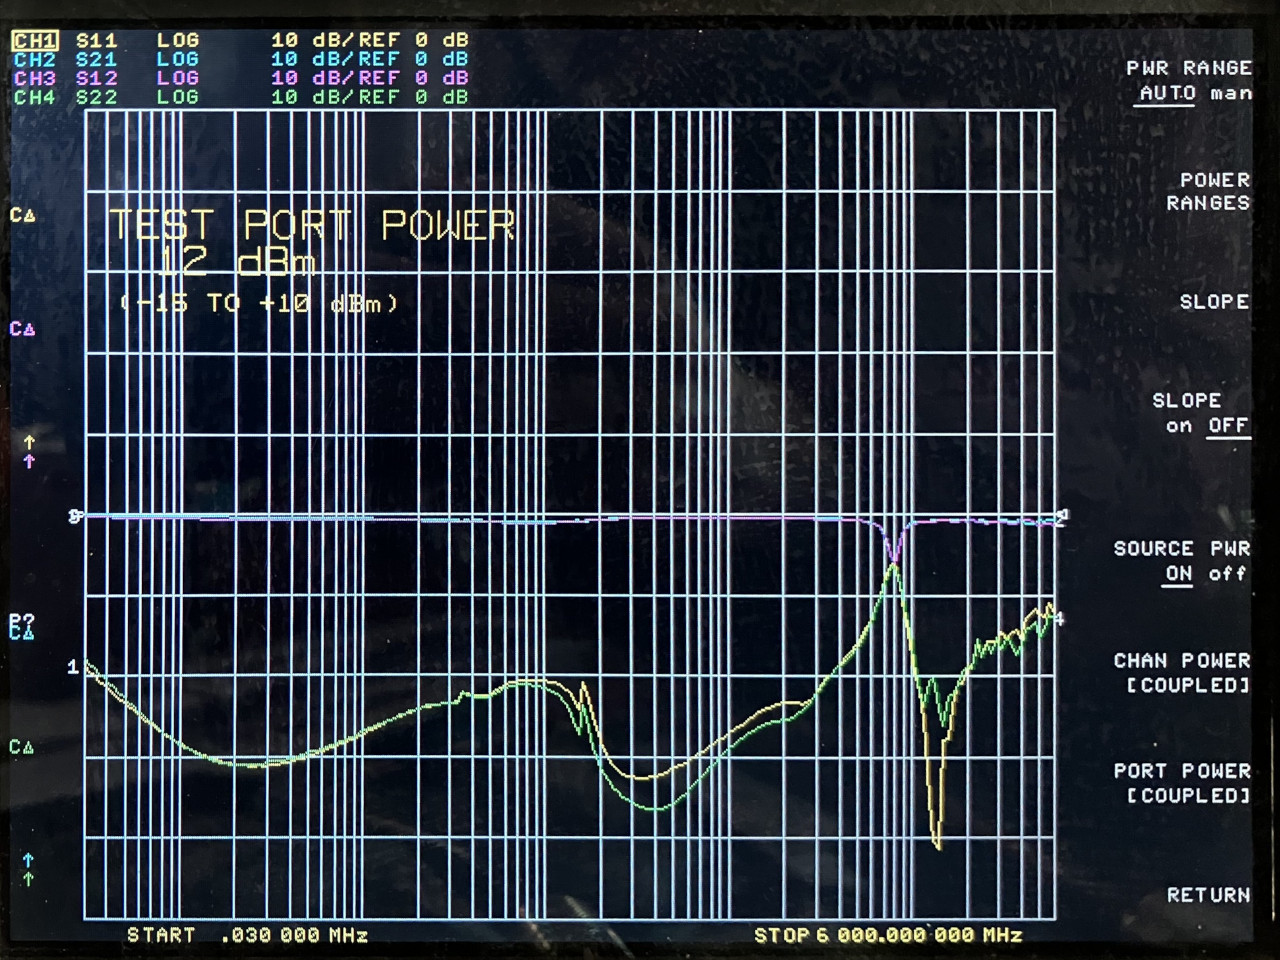 CH1 S11 LOG 10 dB/REF 0 dB
CH2 S21 LOG 10 dB/REF 0 dB
CH3 S12 LOG 10 dB/REF 0 dB
CH4 S22 LOG 10 dB/REF 0 dB
PWR RANGE
AUTO man
POWER
RANGES
SLOPE
SLOPE
on OFF
SOURCE PWR
ON off
CHAN POWER
[COUPLED]
PORT POWER
[COUPLED]
RETURN
TEST PORT POWER
12 dBm
(-15 TO +10 dBm)
CΔ
CΔ
↑
↑
P?
CΔ
1
CΔ
↑
↑
4
START .030 000 MHz
STOP 6 000.000 000 MHz